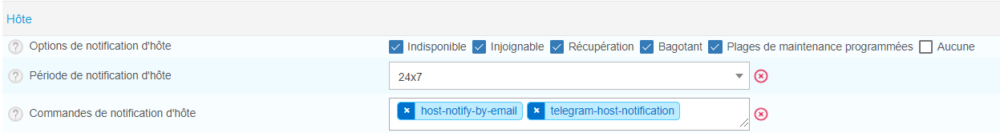 Hôte
? Options de notification d'hôte Indisponible Injoignable Récupération Bagotant Plages de maintenance programmées Aucune
? Période de notification d'hôte 24x7
? Commandes de notification d'hôte × host-notify-by-email × telegram-host-notification